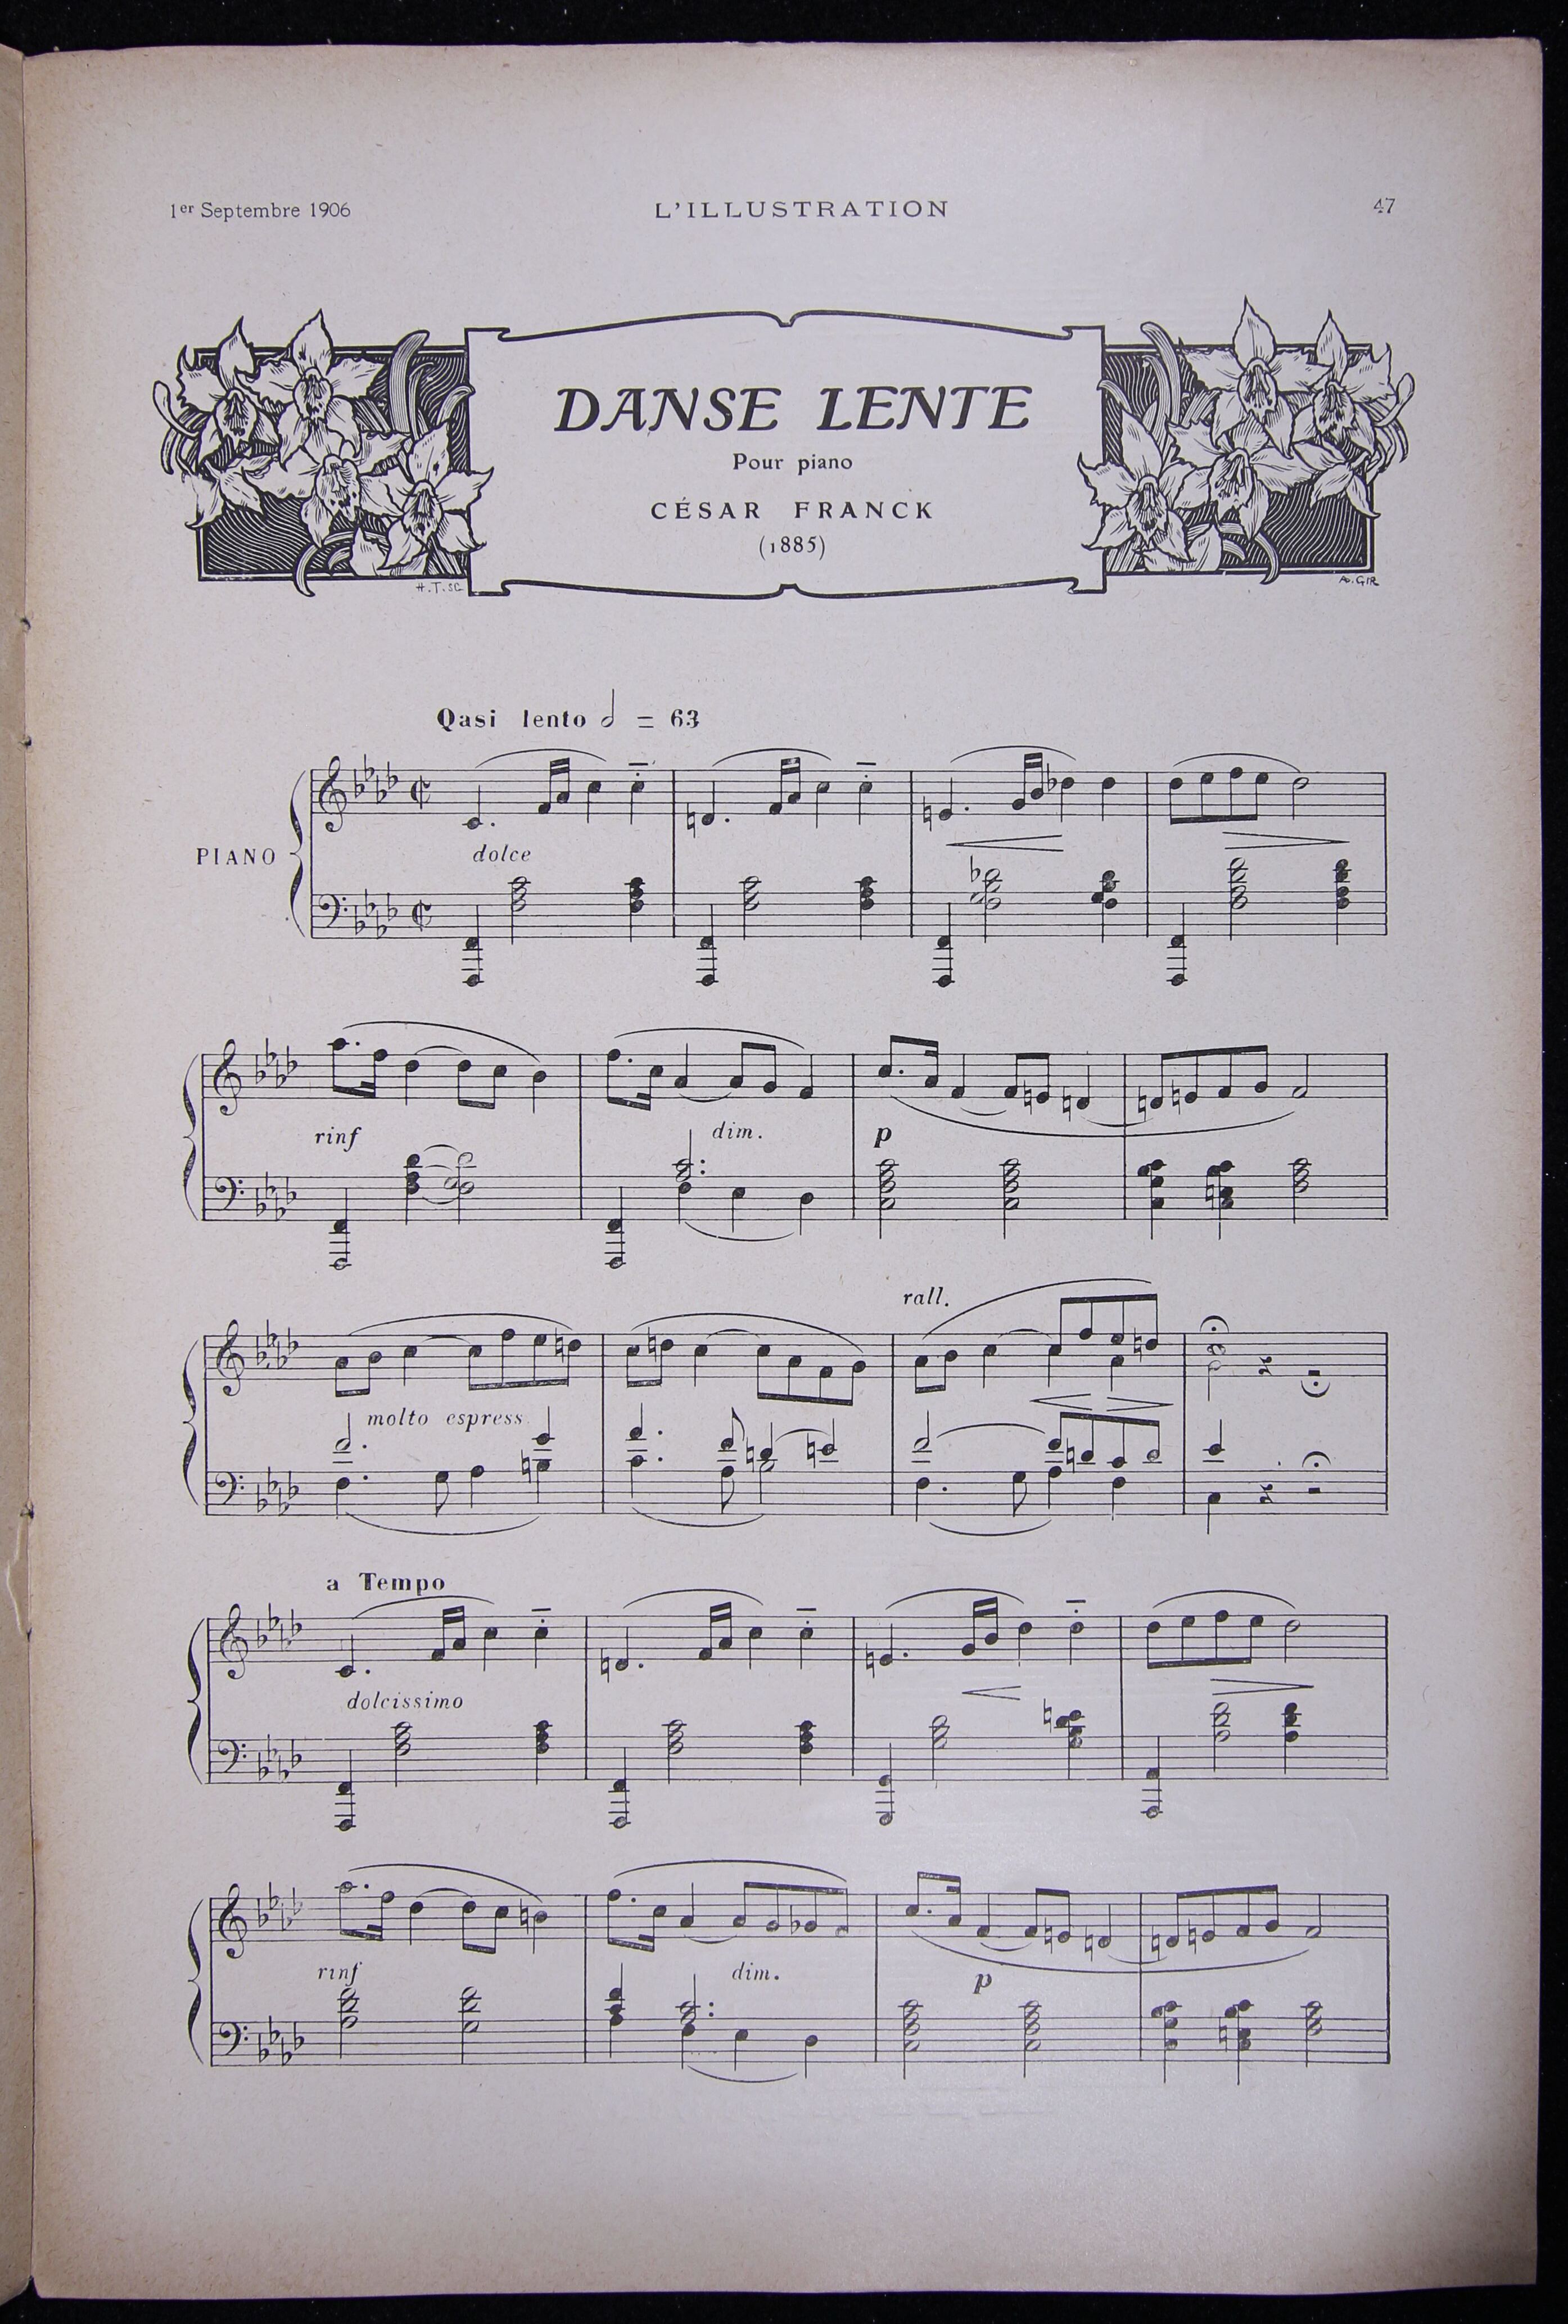 1er Septembre 1906 L'ILLUSTRATION 47
DANSE LENTE
Pour piano
CÉSAR FRANCK
(1885)
H.T.SC
AD.GIR
Qasi lento = 63
PIANO
dolce
rinf dim. p
rall.
molto espress.
a Tempo
dolcissimo
rinf dim. p